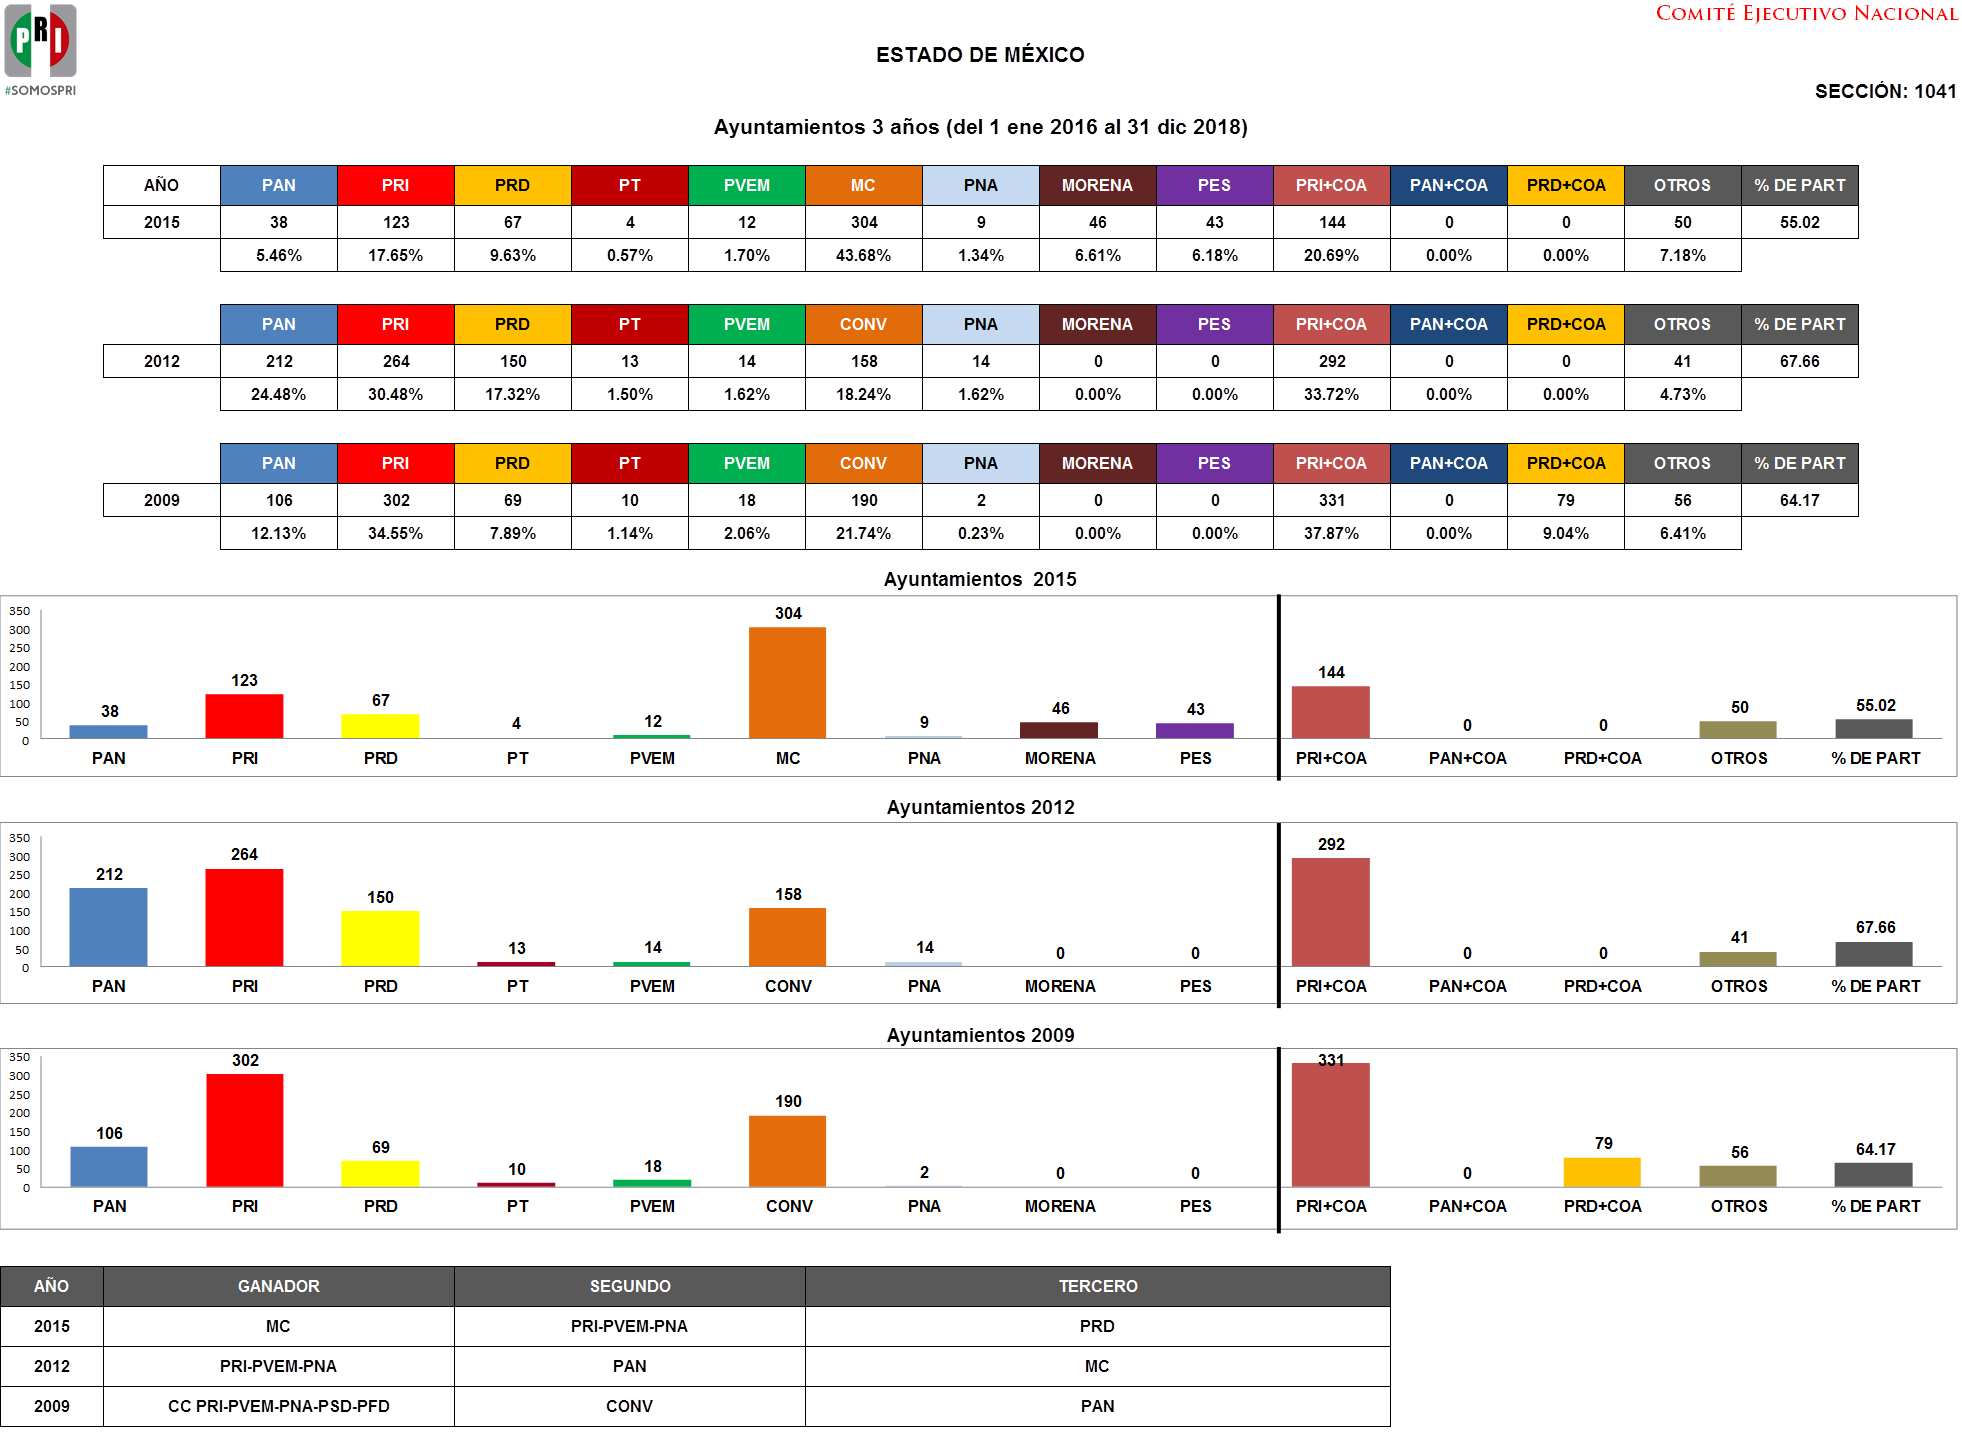 PRI
#SOMOSPRI
COMITÉ EJECUTIVO NACIONAL
ESTADO DE MÉXICO
SECCIÓN: 1041
Ayuntamientos 3 años (del 1 ene 2016 al 31 dic 2018)
AÑO PAN PRI PRD PT PVEM MC PNA MORENA PES PRI+COA PAN+COA PRD+COA OTROS % DE PART
2015 38 123 67 4 12 304 9 46 43 144 0 0 50 55.02
5.46% 17.65% 9.63% 0.57% 1.70% 43.68% 1.34% 6.61% 6.18% 20.69% 0.00% 0.00% 7.18%
PAN PRI PRD PT PVEM CONV PNA MORENA PES PRI+COA PAN+COA PRD+COA OTROS % DE PART
2012 212 264 150 13 14 158 14 0 0 292 0 0 41 67.66
24.48% 30.48% 17.32% 1.50% 1.62% 18.24% 1.62% 0.00% 0.00% 33.72% 0.00% 0.00% 4.73%
PAN PRI PRD PT PVEM CONV PNA MORENA PES PRI+COA PAN+COA PRD+COA OTROS % DE PART
2009 106 302 69 10 18 190 2 0 0 331 0 79 56 64.17
12.13% 34.55% 7.89% 1.14% 2.06% 21.74% 0.23% 0.00% 0.00% 37.87% 0.00% 9.04% 6.41%
Ayuntamientos 2015
350
300
250
200
150
100
50
0
38 123 67 4 12 304 9 46 43 144 0 0 50 55.02
PAN PRI PRD PT PVEM MC PNA MORENA PES PRI+COA PAN+COA PRD+COA OTROS % DE PART
Ayuntamientos 2012
350
300
250
200
150
100
50
0
212 264 150 13 14 158 14 0 0 292 0 0 41 67.66
PAN PRI PRD PT PVEM CONV PNA MORENA PES PRI+COA PAN+COA PRD+COA OTROS % DE PART
Ayuntamientos 2009
350
300
250
200
150
100
50
0
106 302 69 10 18 190 2 0 0 331 0 79 56 64.17
PAN PRI PRD PT PVEM CONV PNA MORENA PES PRI+COA PAN+COA PRD+COA OTROS % DE PART
AÑO GANADOR SEGUNDO TERCERO
2015 MC PRI-PVEM-PNA PRD
2012 PRI-PVEM-PNA PAN MC
2009 CC PRI-PVEM-PNA-PSD-PFD CONV PAN